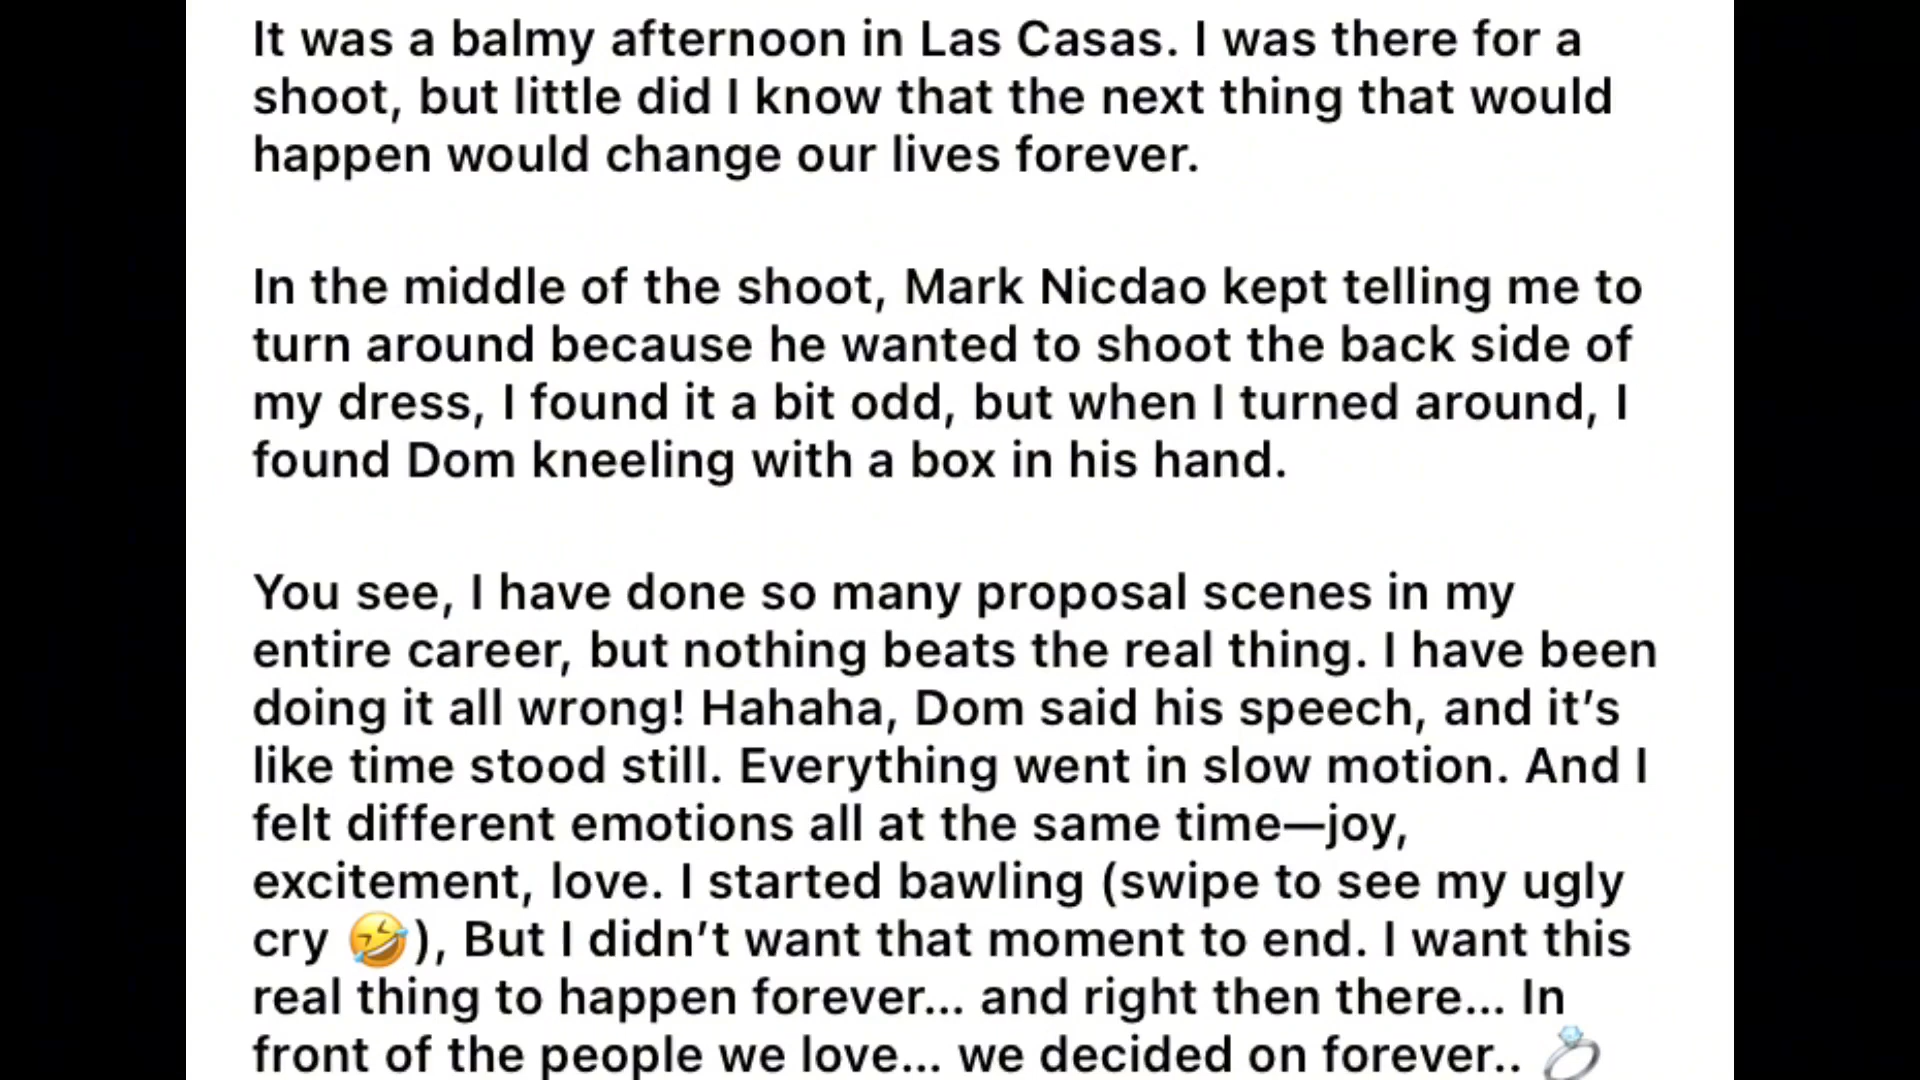 It was a balmy afternoon in Las Casas. I was there for a
shoot, but little did I know that the next thing that would
happen would change our lives forever.
In the middle of the shoot, Mark Nicdao kept telling me to
turn around because he wanted to shoot the back side of
my dress, I found it a bit odd, but when I turned around, I
found Dom kneeling with a box in his hand.
You see, I have done so many proposal scenes in my
entire career, but nothing beats the real thing. I have been
doing it all wrong! Hahaha, Dom said his speech, and it’s
like time stood still. Everything went in slow motion. And I
felt different emotions all at the same time—joy,
excitement, love. I started bawling (swipe to see my ugly
cry 🤣), But I didn’t want that moment to end. I want this
real thing to happen forever... and right then there... In
front of the people we love... we decided on forever.. 💍